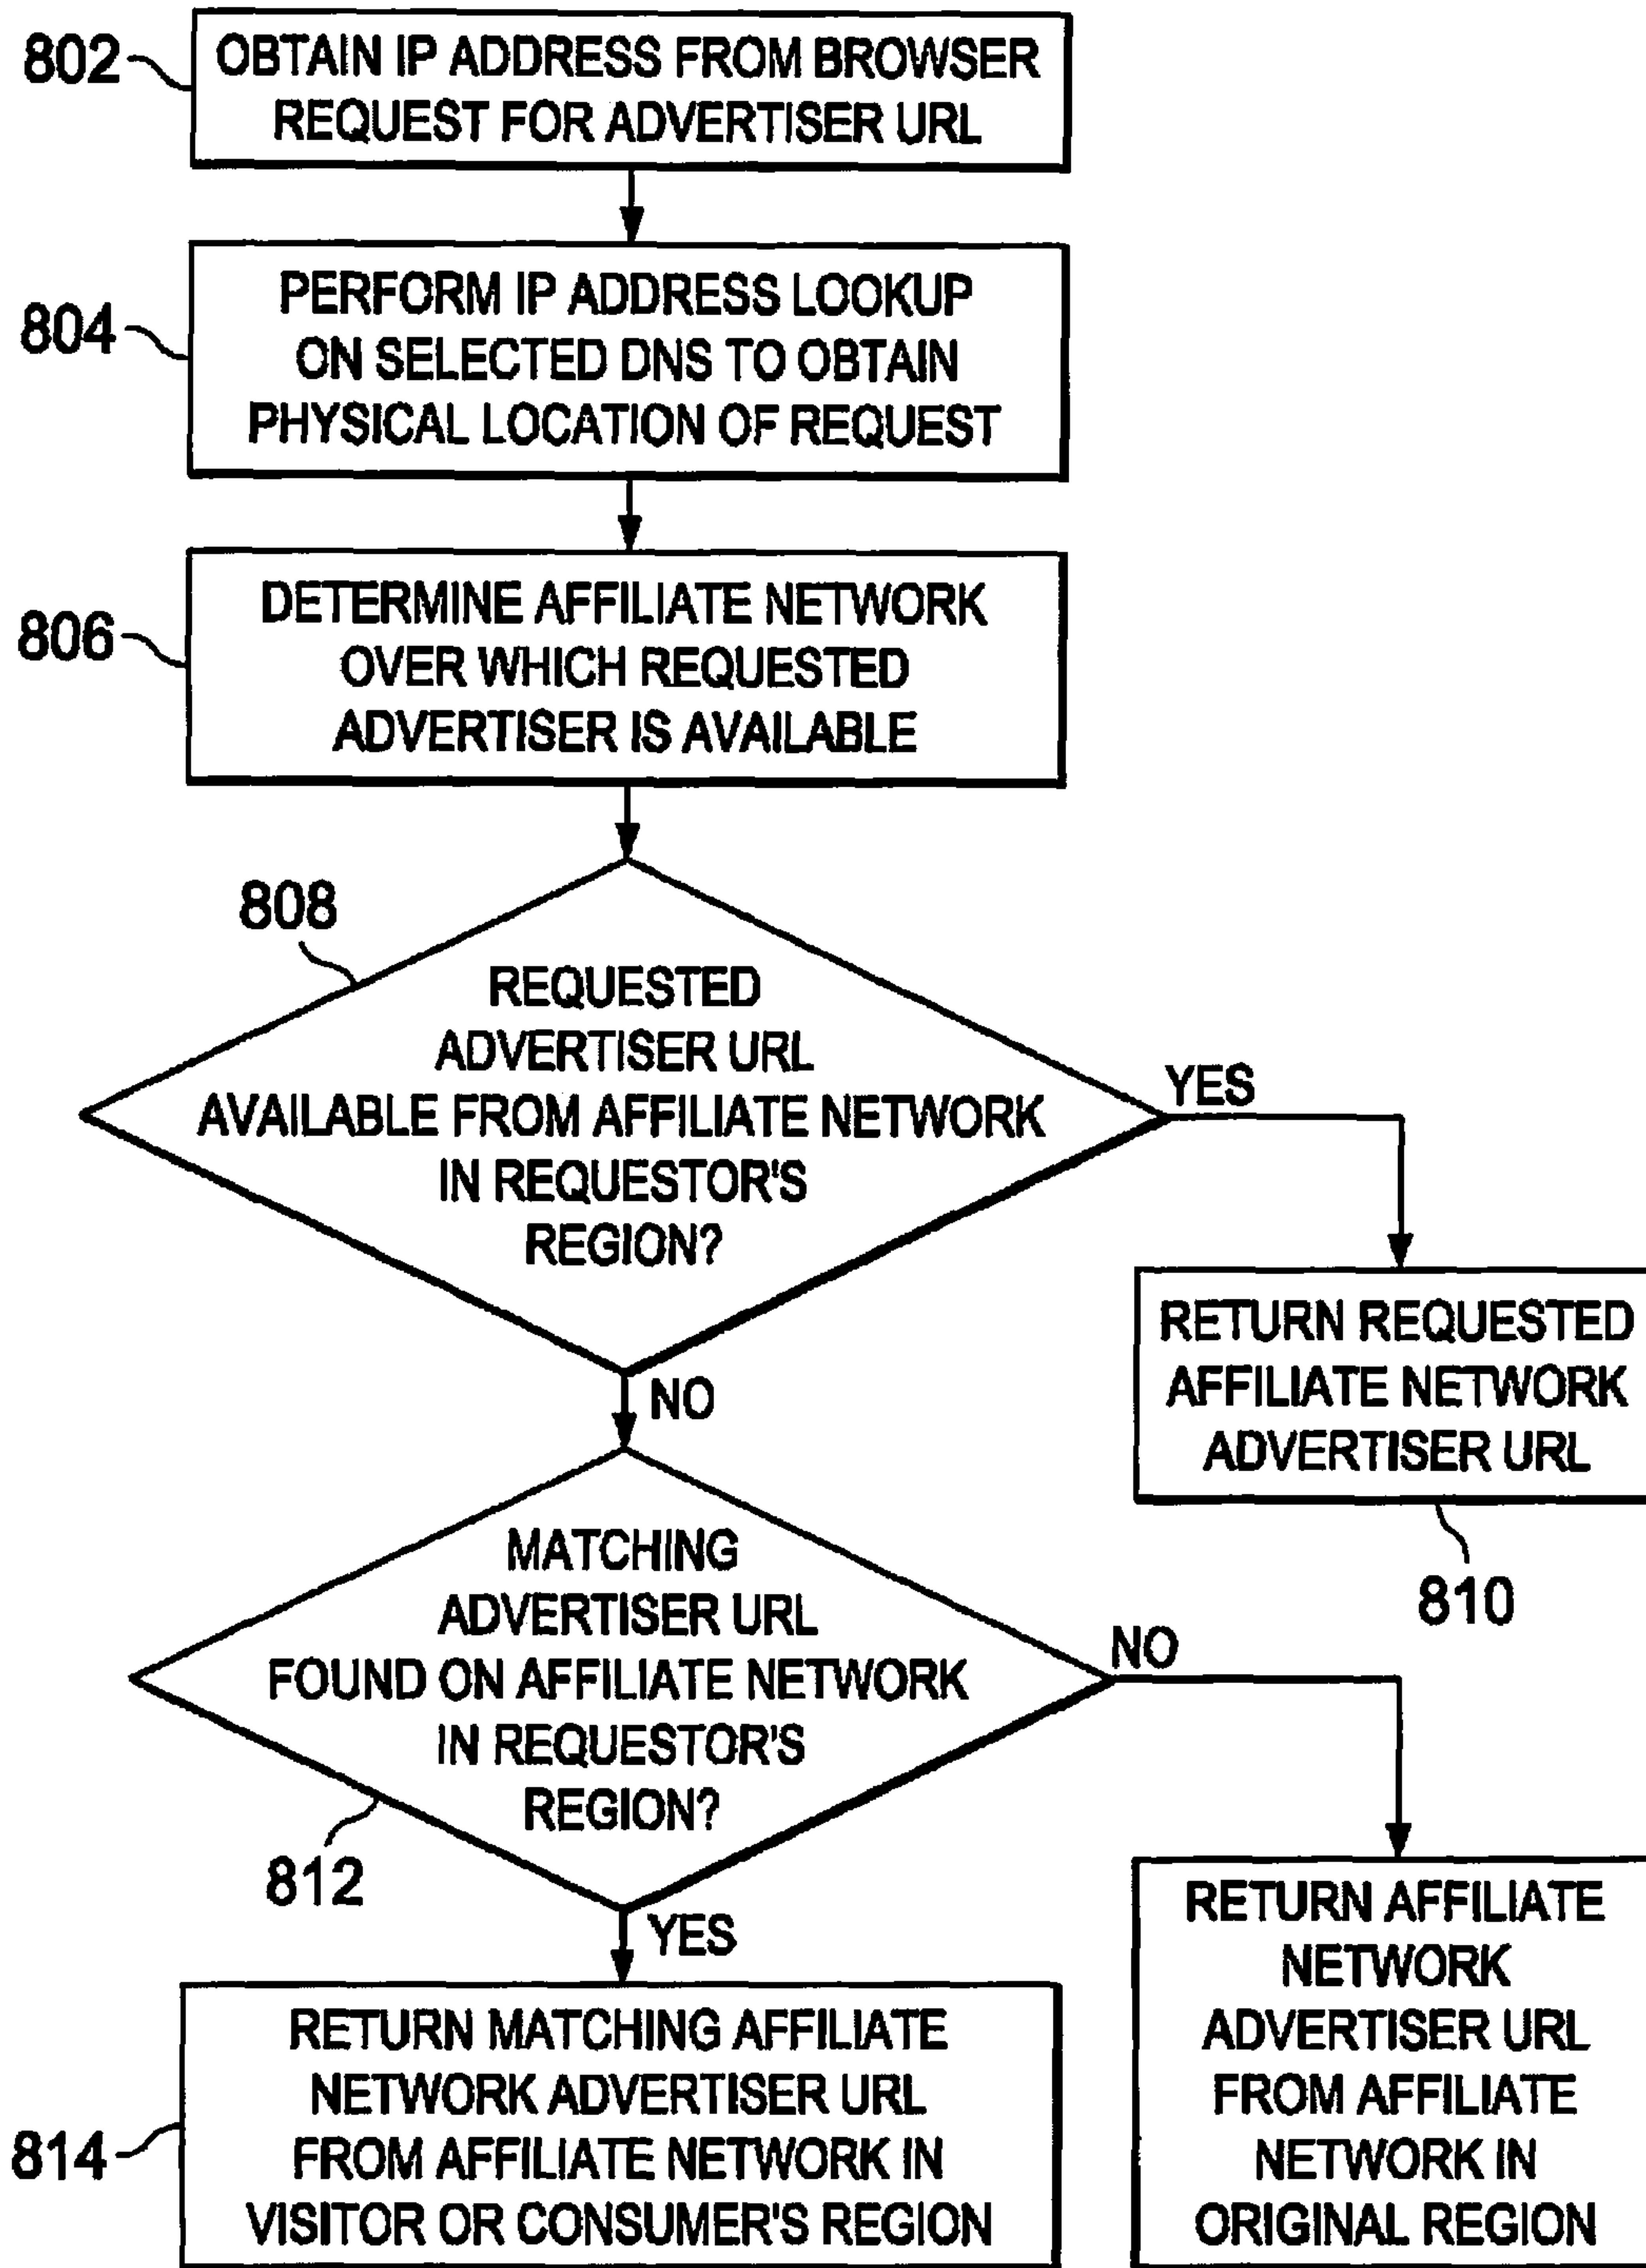 802
OBTAIN IP ADDRESS FROM BROWSER
REQUEST FOR ADVERTISER URL
804
PERFORM IP ADDRESS LOOKUP
ON SELECTED DNS TO OBTAIN
PHYSICAL LOCATION OF REQUEST
806
DETERMINE AFFILIATE NETWORK
OVER WHICH REQUESTED
ADVERTISER IS AVAILABLE
808
REQUESTED
ADVERTISER URL
AVAILABLE FROM AFFILIATE NETWORK
IN REQUESTOR'S
REGION?
YES
NO
RETURN REQUESTED
AFFILIATE NETWORK
ADVERTISER URL
810
MATCHING
ADVERTISER URL
FOUND ON AFFILIATE NETWORK
IN REQUESTOR'S
REGION?
812
NO
YES
814
RETURN MATCHING AFFILIATE
NETWORK ADVERTISER URL
FROM AFFILIATE NETWORK IN
VISITOR OR CONSUMER'S REGION
RETURN AFFILIATE
NETWORK
ADVERTISER URL
FROM AFFILIATE
NETWORK IN
ORIGINAL REGION